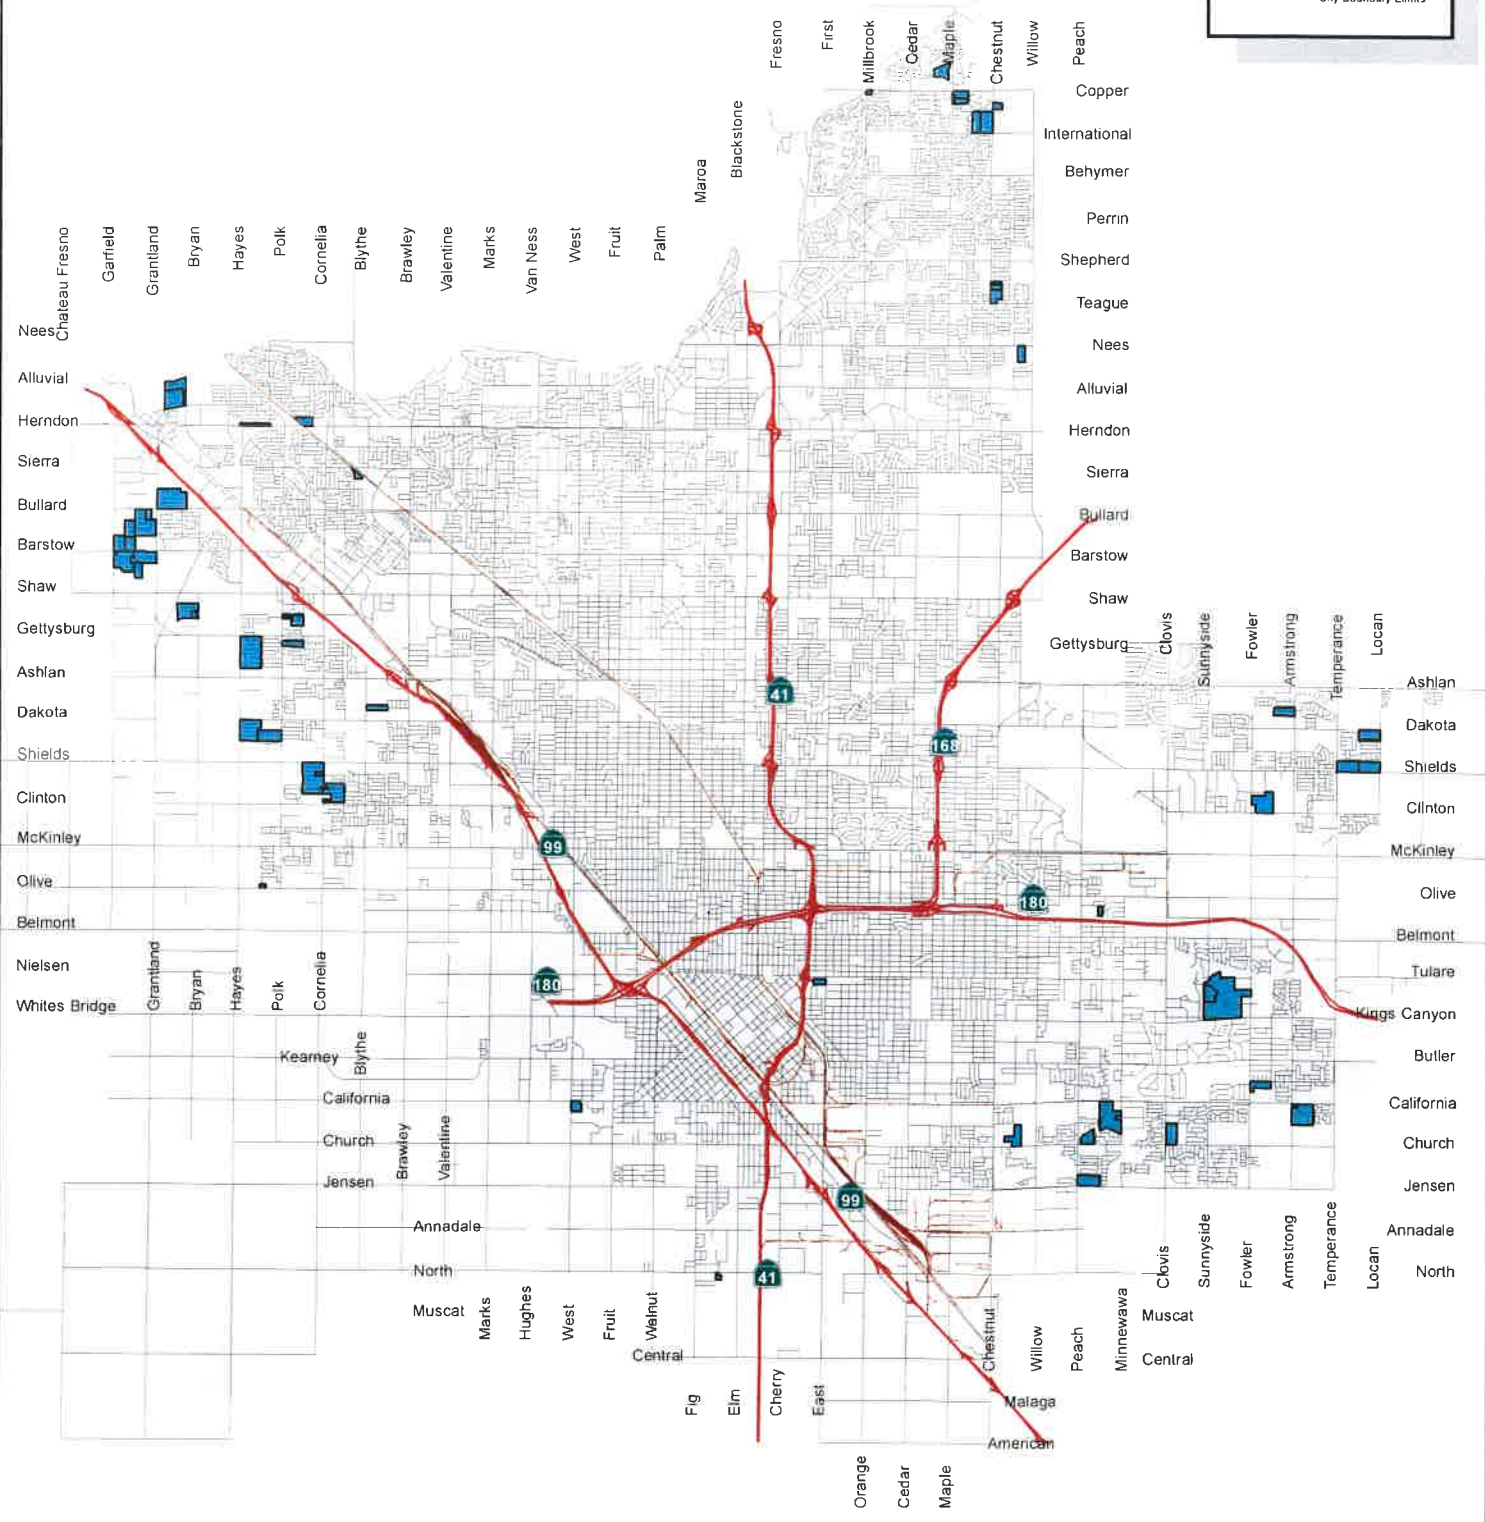 City Boundary Limits
Fresno
First
Millbrook
Cedar
Maple
Chestnut
Willow
Peach
Copper
International
Behymer
Perrin
Shepherd
Teague
Nees
Alluvial
Herndon
Sierra
Bullard
Barstow
Shaw
Gettysburg
Maroa
Blackstone
Chateau Fresno
Garfield
Grantland
Bryan
Hayes
Polk
Cornelia
Blythe
Brawley
Valentine
Marks
Van Ness
West
Fruit
Palm
Nees
Alluvial
Herndon
Sierra
Bullard
Barstow
Shaw
Gettysburg
Ashlan
Dakota
Shields
Clinton
McKinley
Olive
Belmont
Nielsen
Whites Bridge
Clovis
Sunnyside
Fowler
Armstrong
Temperance
Locan
Ashlan
Dakota
Shields
Clinton
McKinley
Olive
Belmont
Tulare
Kings Canyon
Butler
California
Church
Jensen
Annadale
North
41
168
99
180
180
99
41
Grantland
Bryan
Hayes
Polk
Cornelia
Kearney
Blythe
California
Church
Brawley
Valentine
Jensen
Annadale
North
Muscat
Marks
Hughes
West
Fruit
Walnut
Central
Fig
Elm
Cherry
East
Orange
Cedar
Maple
Chestnut
Willow
Peach
Minnewawa
Clovis
Sunnyside
Fowler
Armstrong
Temperance
Locan
Muscat
Central
Malaga
American